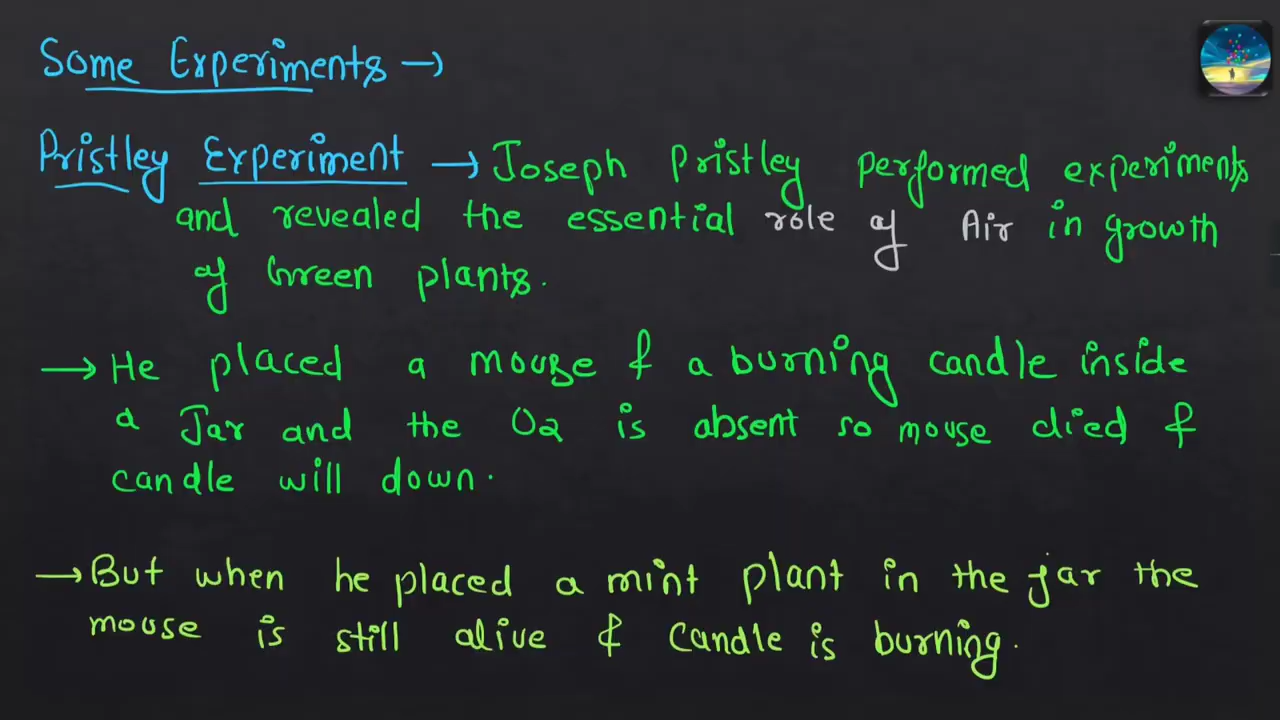 Some Experiments →
Pristley Experiment → Joseph Pristley performed experiments
and revealed the essential role of Air in growth
of Green plants.
→ He placed a mouse & a burning candle inside
a Jar and the O2 is absent so mouse died &
candle will down.
→ But when he placed a mint plant in the jar the
mouse is still alive & candle is burning.